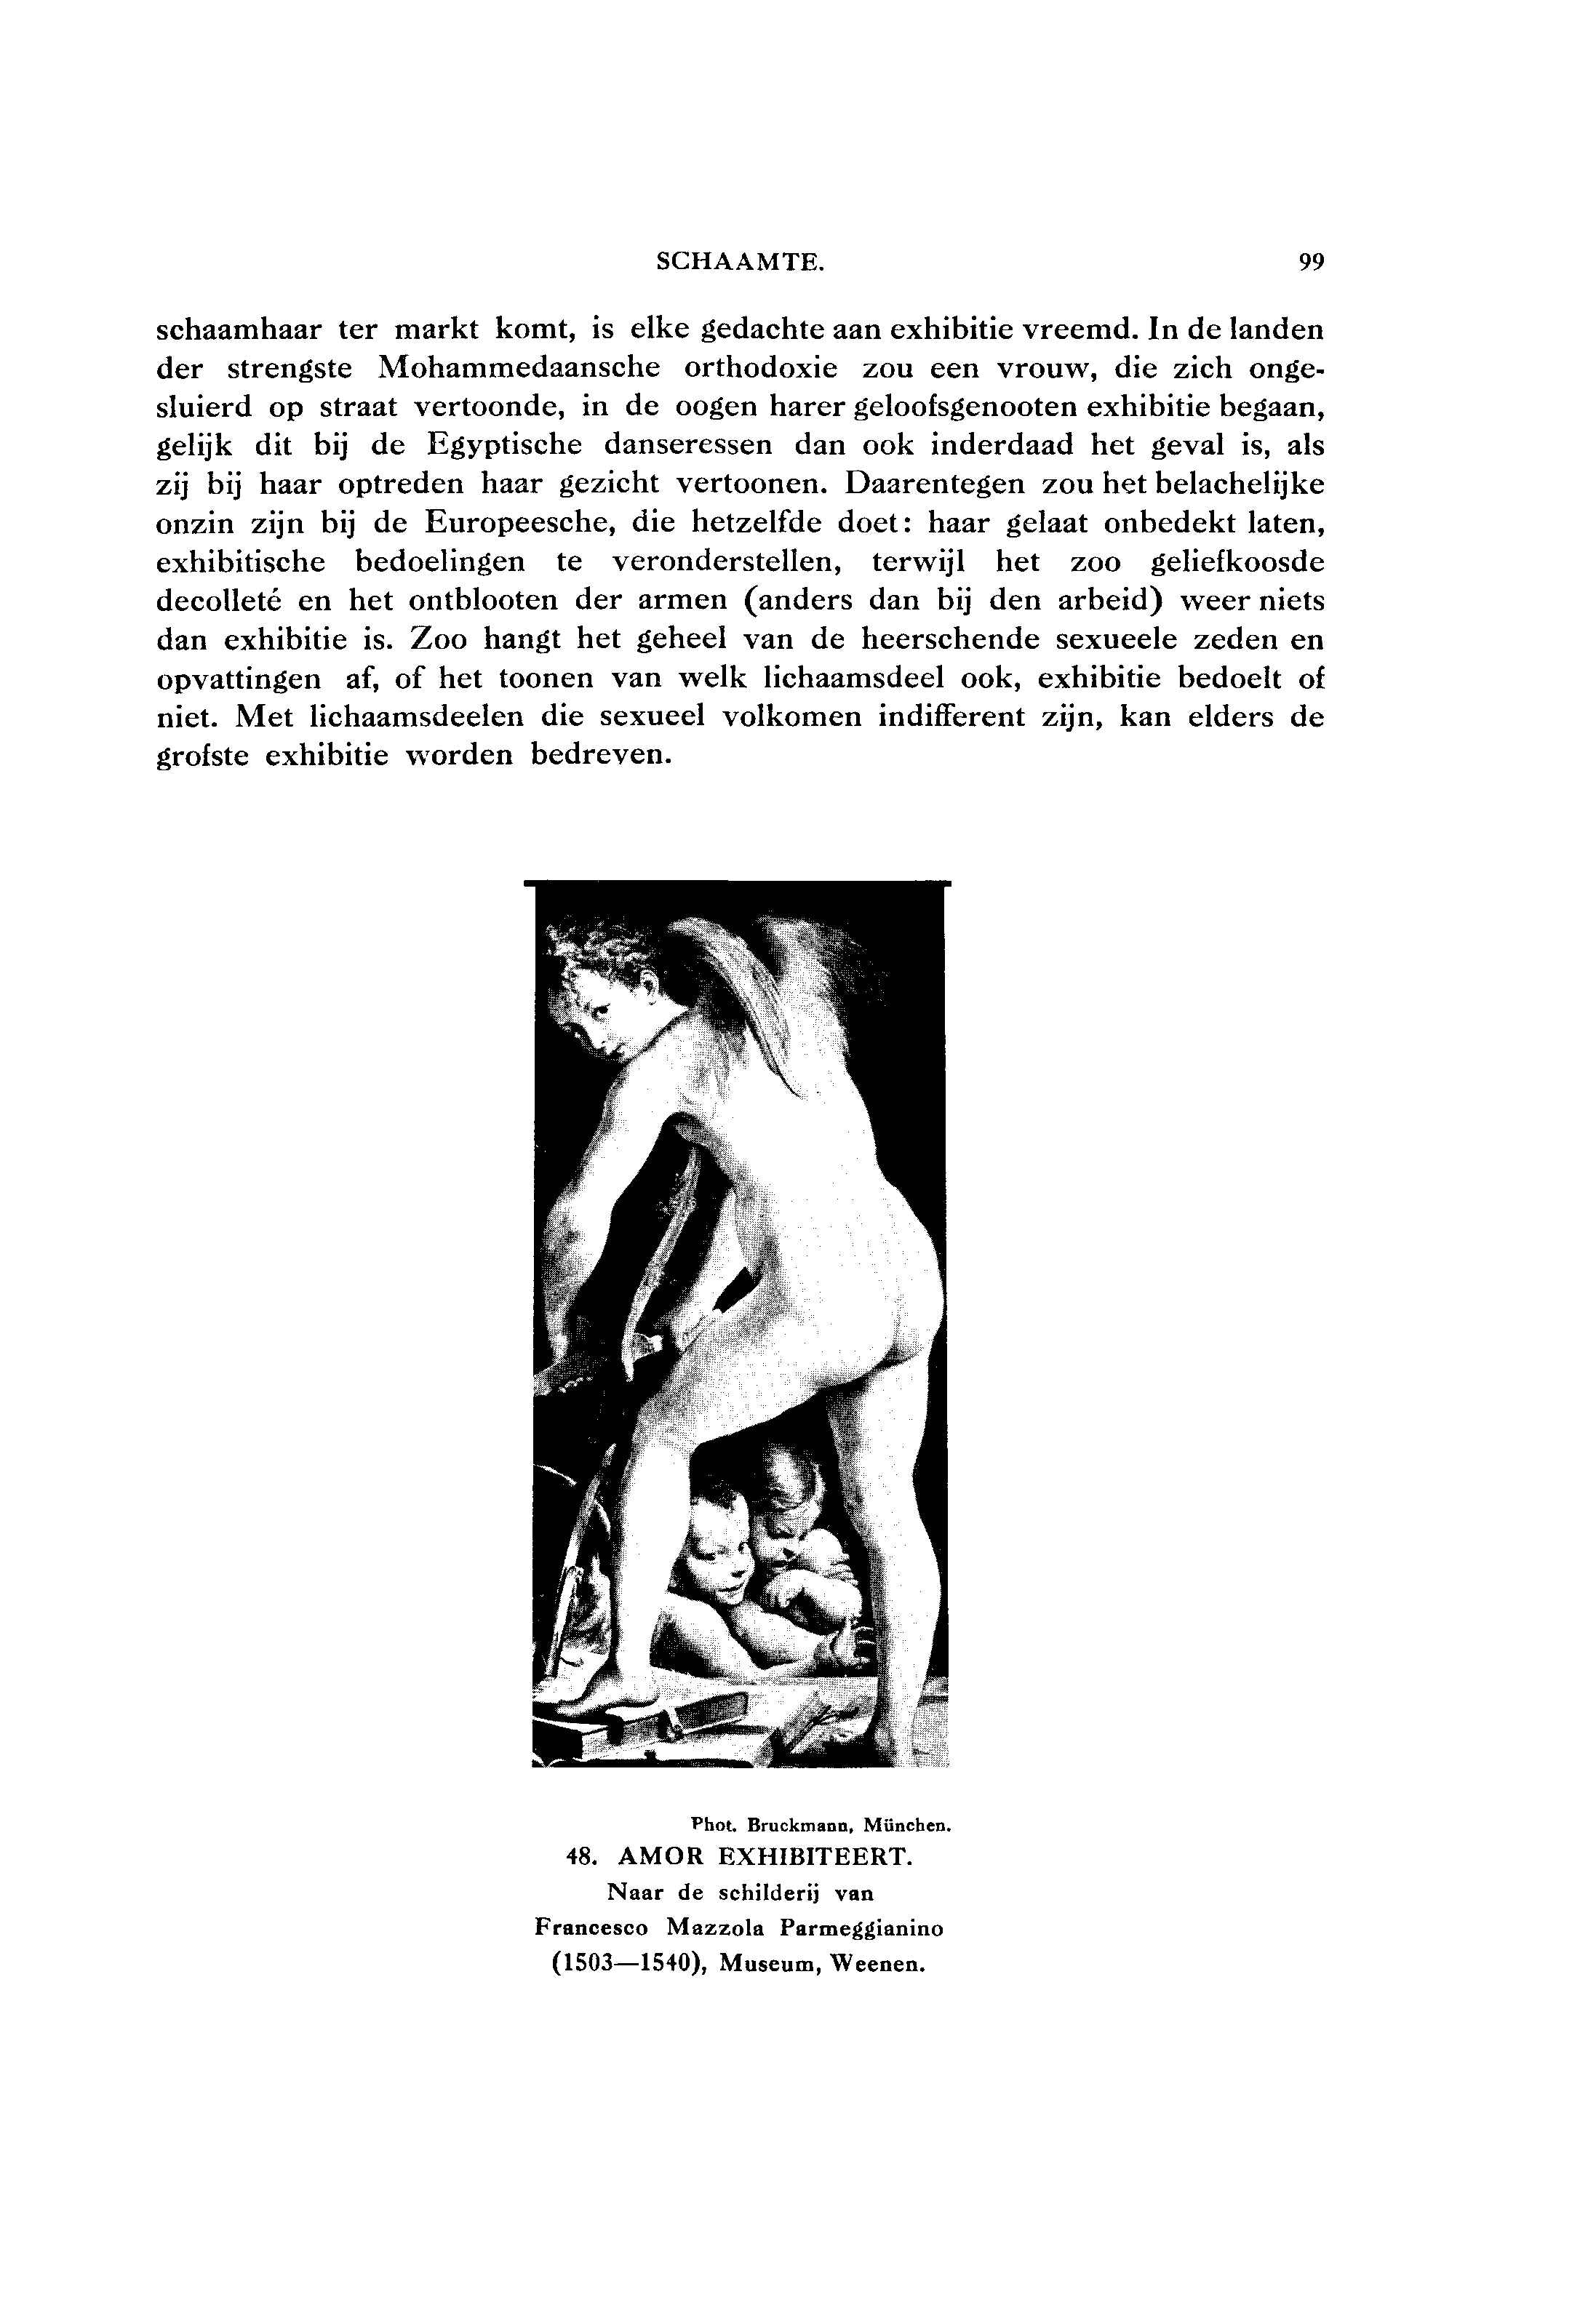 SCHAAMTE. 99
schaamhaar ter markt komt, is elke gedachte aan exhibitie vreemd. In de landen
der strengste Mohammedaansche orthodoxie zou een vrouw, die zich onge-
sluierd op straat vertoonde, in de oogen harer geloofsgenooten exhibitie begaan,
gelijk dit bij de Egyptische danseressen dan ook inderdaad het geval is, als
zij bij haar optreden haar gezicht vertoonen. Daarentegen zou het belachelijke
onzin zijn bij de Europeesche, die hetzelfde doet: haar gelaat onbedekt laten,
exhibitische bedoelingen te veronderstellen, terwijl het zoo geliefkoosde
decolleté en het ontblooten der armen (anders dan bij den arbeid) weer niets
dan exhibitie is. Zoo hangt het geheel van de heerschende sexueele zeden en
opvattingen af, of het toonen van welk lichaamsdeel ook, exhibitie bedoelt of
niet. Met lichaamsdeelen die sexueel volkomen indifferent zijn, kan elders de
grofste exhibitie worden bedreven.
Phot. Bruckmann, München.
48. AMOR EXHIBITEERT.
Naar de schilderij van
Francesco Mazzola Parmeggianino
(1503—1540), Museum, Weenen.